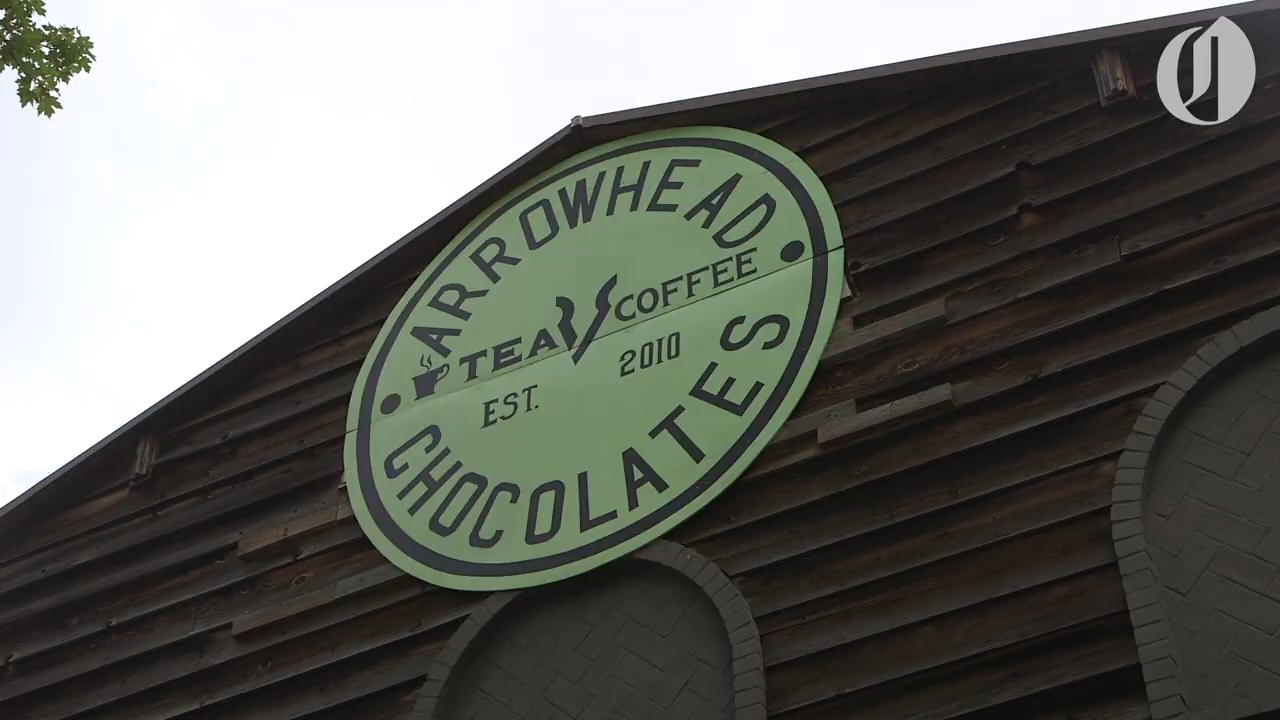 ARROWHEAD
TEA COFFEE
EST. 2010
CHOCOLATES
O